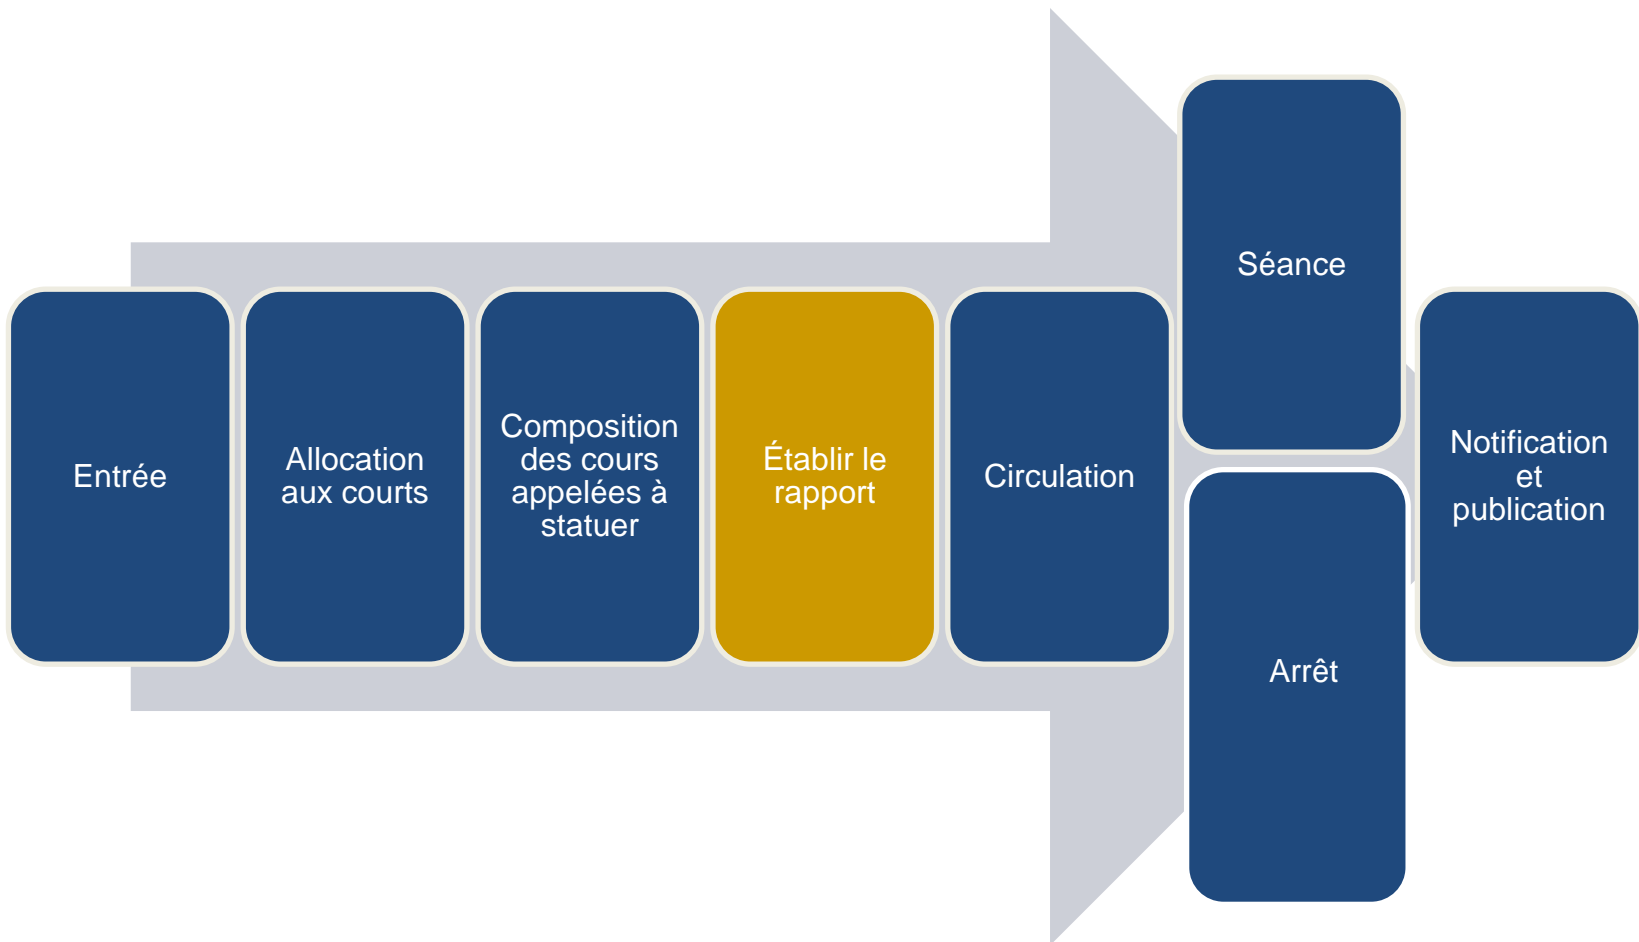 Entrée
Allocation
aux courts
Composition
des cours
appelées à
statuer
Établir le
rapport
Circulation
Séance
Arrêt
Notification
et
publication